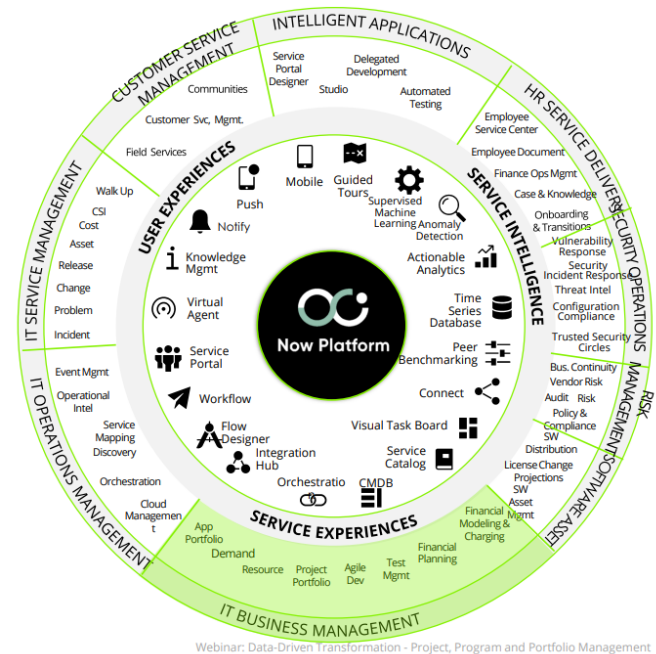 INTELLIGENT APPLICATIONS
Service
Portal
Designer
Studio
Delegated
Development
Automated
Testing
HR SERVICE DELIVERY
Employee
Service Center
Employee Document
Finance Ops Mgmt
Case & Knowledge
Onboarding
& Transitions
SECURITY OPERATIONS
Vulnerability
Response
Security
Incident Response
Threat Intel
Configuration
Compliance
Trusted Security
Circles
RISK
MANAGEMENT
Bus. Continuity
Vendor Risk
Audit Risk
Policy &
Compliance
SOFTWARE ASSET
SW
Distribution
License Change
Projections
SW
Asset
Mgmt
IT BUSINESS MANAGEMENT
App
Portfolio
Demand
Resource
Project
Portfolio
Agile
Dev
Test
Mgmt
Financial
Planning
Financial
Modeling &
Charging
IT OPERATIONS MANAGEMENT
Event Mgmt
Operational
Intel
Service
Mapping
Discovery
Orchestration
Cloud
Managemen
t
IT SERVICE MANAGEMENT
Walk Up
CSI
Cost
Asset
Release
Change
Problem
Incident
CUSTOMER SERVICE
MANAGEMENT
Communities
Customer Svc, Mgmt.
Field Services
USER EXPERIENCES
SERVICE INTELLIGENCE
SERVICE EXPERIENCES
Mobile
Guided
Tours
Supervised
Machine
Learning
Anomaly
Detection
Actionable
Analytics
Time
Series
Database
Peer
Benchmarking
Connect
Visual Task Board
Service
Catalog
CMDB
Orchestratio
Integration
Hub
Flow
Designer
Workflow
Service
Portal
Virtual
Agent
Knowledge
Mgmt
Notify
Push
Now Platform
Webinar: Data-Driven Transformation - Project, Program and Portfolio Management